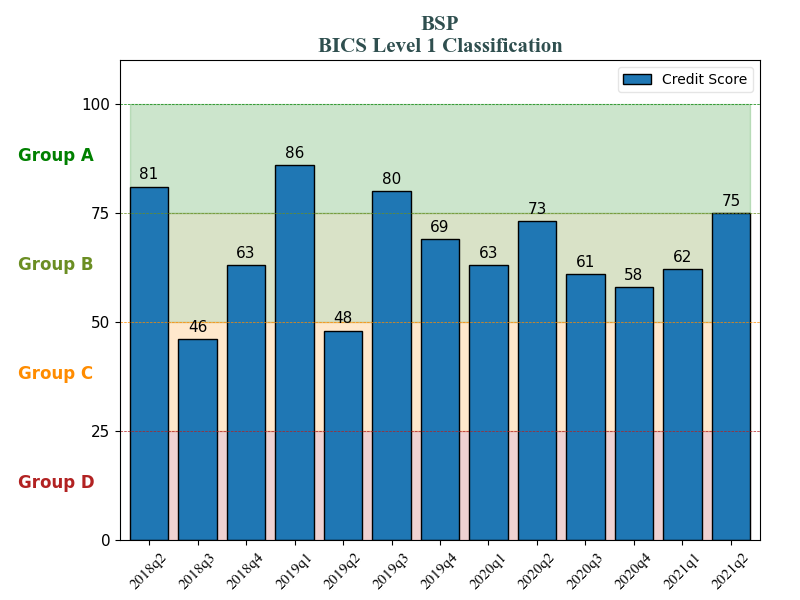 BSP
BICS Level 1 Classification
Credit Score
100
75
50
25
0
Group A
Group B
Group C
Group D
81
46
63
86
48
80
69
63
73
61
58
62
75
2018q2
2018q3
2018q4
2019q1
2019q2
2019q3
2019q4
2020q1
2020q2
2020q3
2020q4
2021q1
2021q2